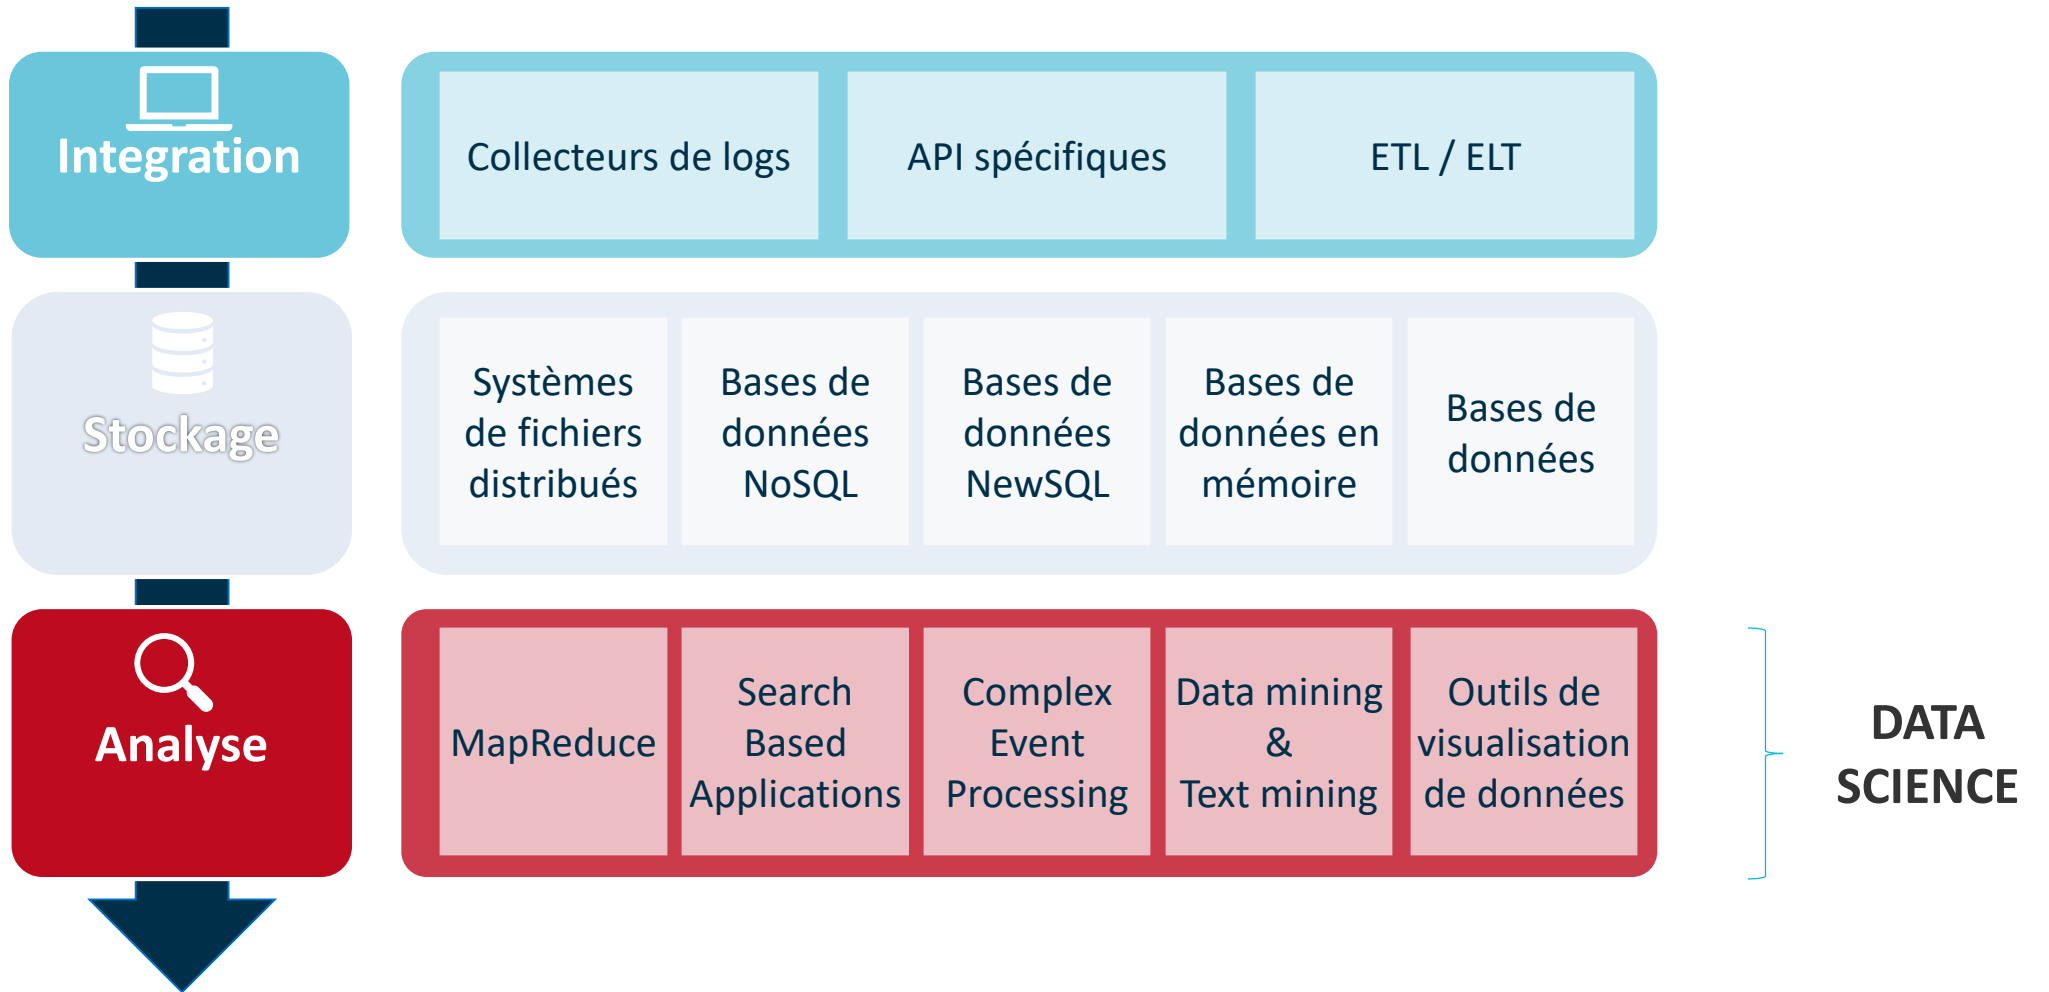 Integration
Collecteurs de logs
API spécifiques
ETL / ELT
Stockage
Systèmes
de fichiers
distribués
Bases de
données
NoSQL
Bases de
données
NewSQL
Bases de
données en
mémoire
Bases de
données
Analyse
MapReduce
Search
Based
Applications
Complex
Event
Processing
Data mining
&
Text mining
Outils de
visualisation
de données
DATA
SCIENCE